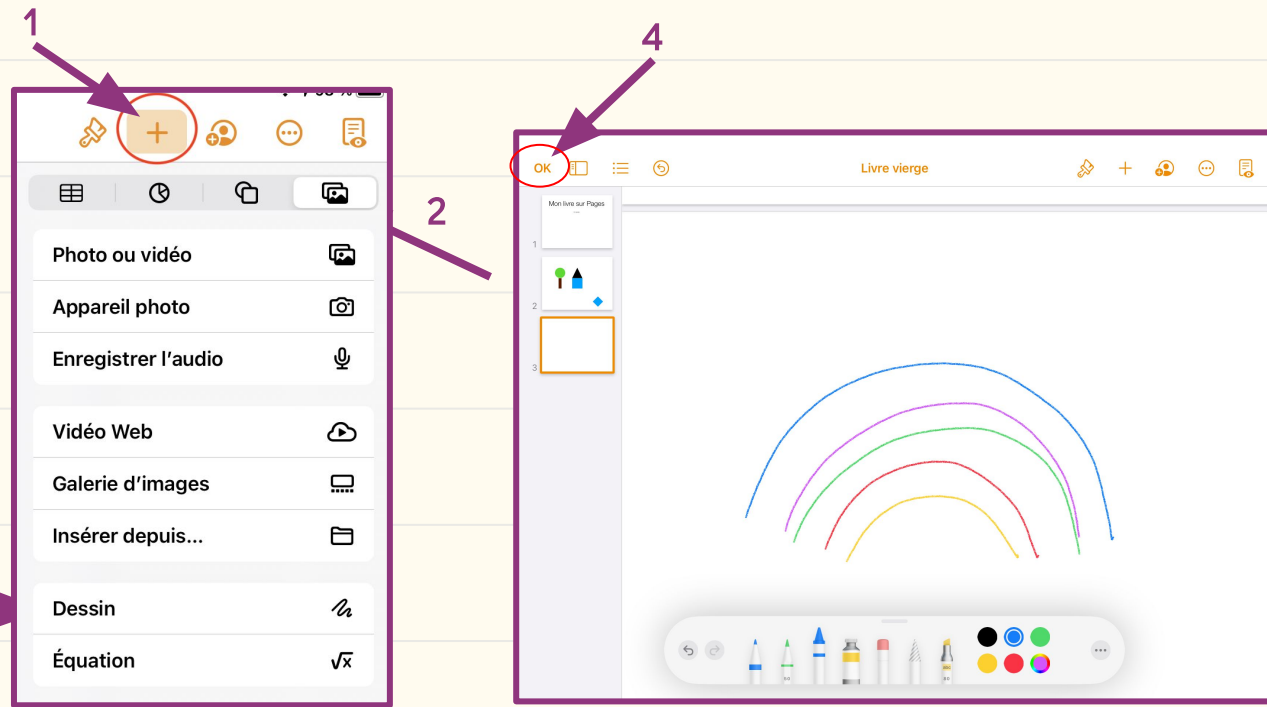 1
4
+
OK
Livre vierge
2
Mon livre sur Pages
1
2
3
Photo ou vidéo
Appareil photo
Enregistrer l'audio
Vidéo Web
Galerie d'images
Insérer depuis...
Dessin
Équation
√x